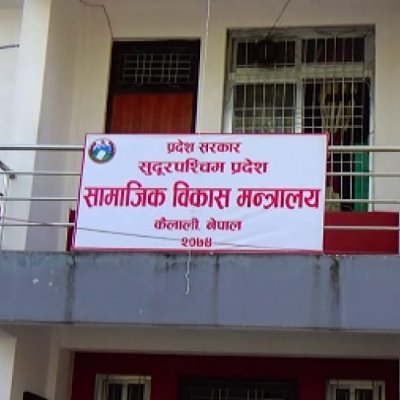 प्रदेश सरकार
सुदूरपश्चिम प्रदेश
सामाजिक विकास मन्त्रालय
कैलाली, नेपाल
२०७४